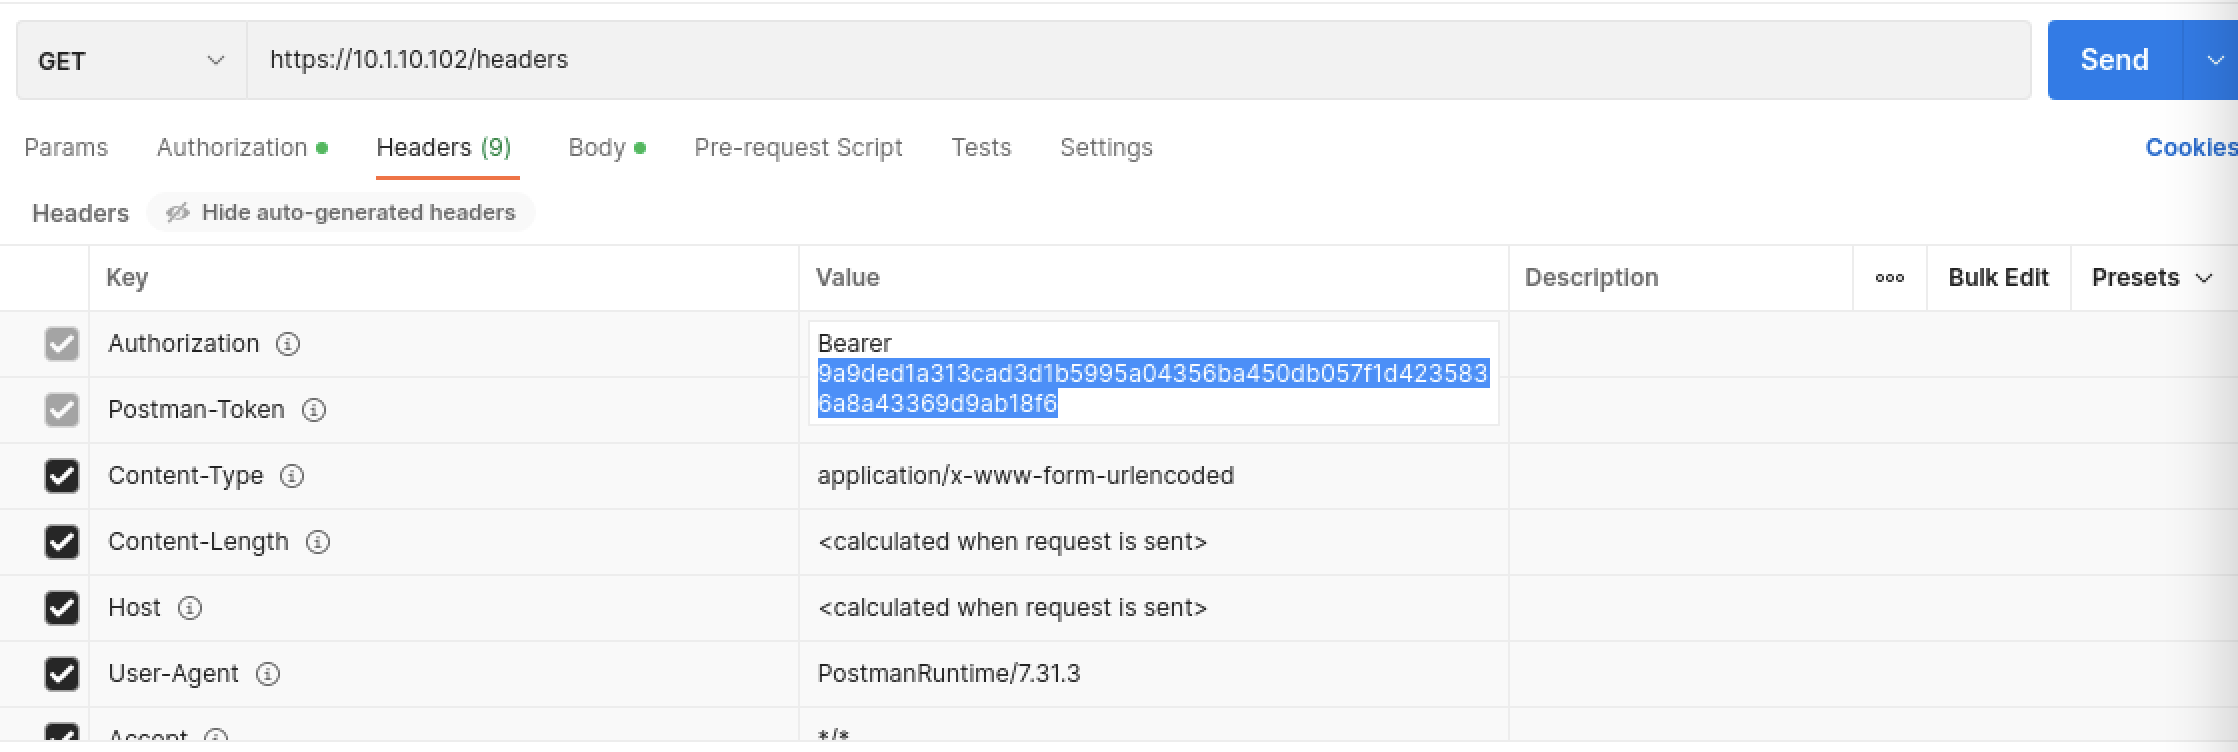 GET https://10.1.10.102/headers Send
Params Authorization Headers (9) Body Pre-request Script Tests Settings Cookies
Headers Hide auto-generated headers
Key Value Description Bulk Edit Presets
Authorization Bearer
9a9ded1a313cad3d1b5995a04356ba450db057f1d423583
Postman-Token 6a8a43369d9ab18f6
Content-Type application/x-www-form-urlencoded
Content-Length <calculated when request is sent>
Host <calculated when request is sent>
User-Agent PostmanRuntime/7.31.3
Accept */*